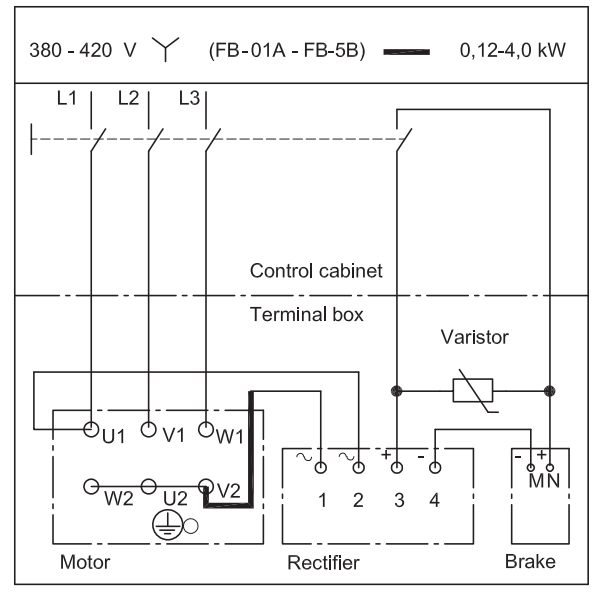 380 - 420 V (FB-01A - FB-5B) 0,12-4,0 kW
L1 L2 L3
Control cabinet
Terminal box
Varistor
U1 V1 W1
+ - - +
MN
W2 U2 V2
1 2 3 4
Motor Rectifier Brake